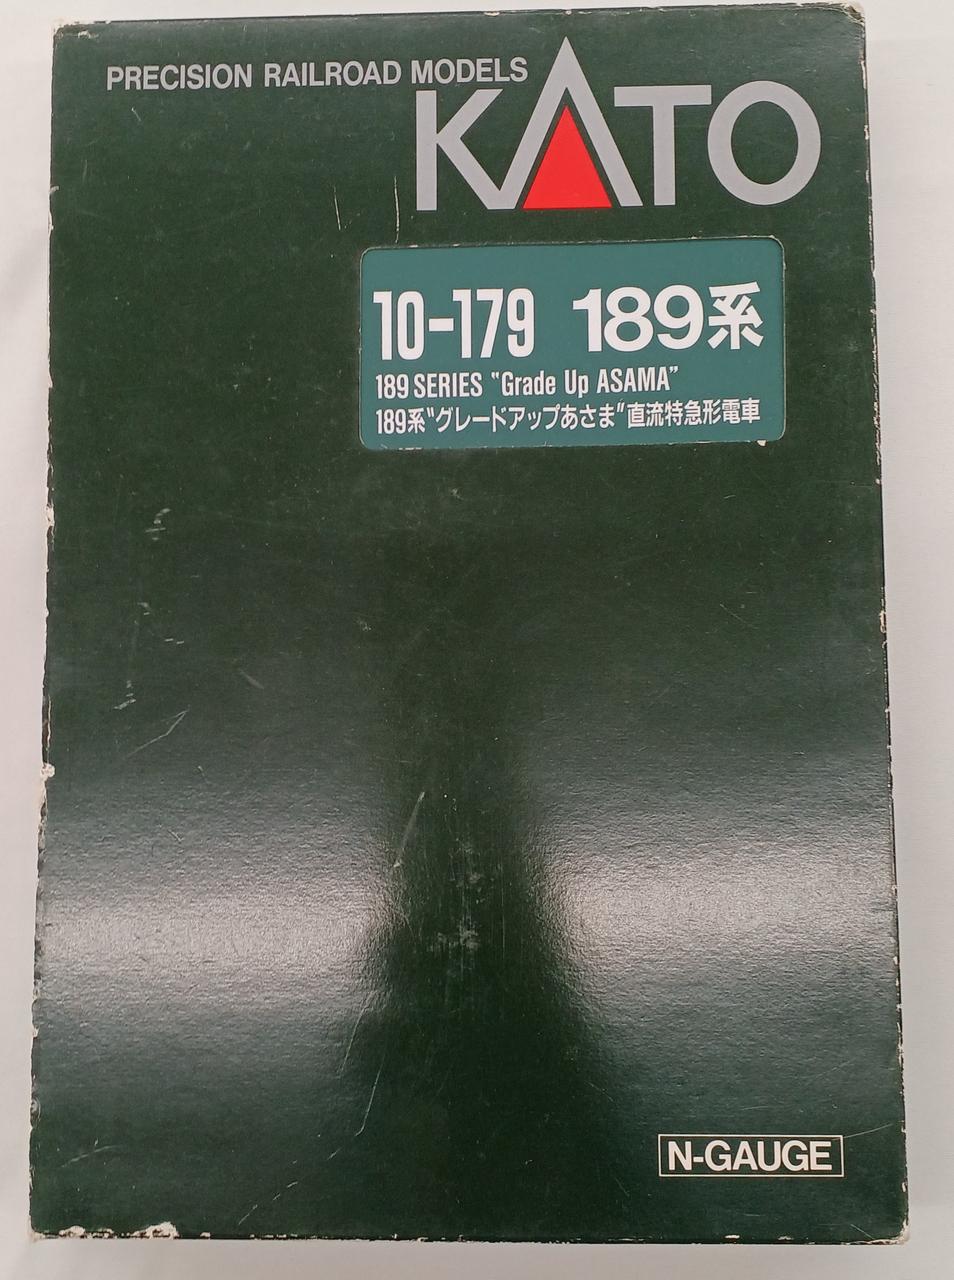 PRECISION RAILROAD MODELS
KATO
10-179 189系
189 SERIES "Grade Up ASAMA"
189系"グレードアップあさま"直流特急形電車
N-GAUGE